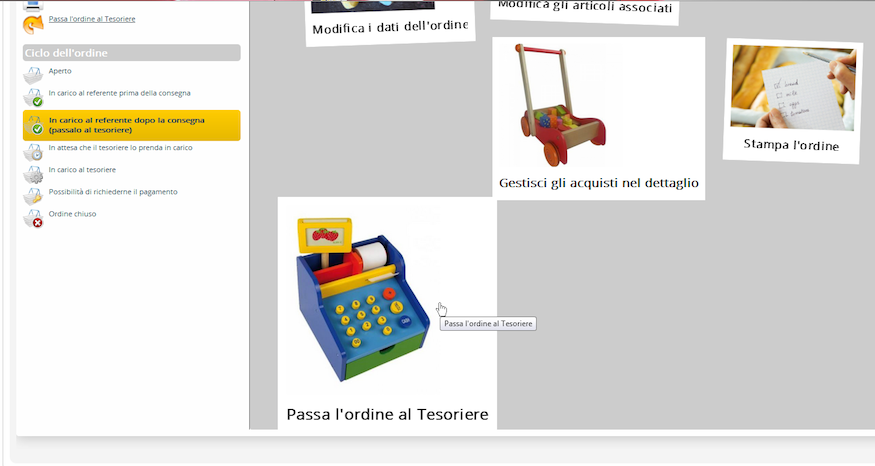 Passa l'ordine al Tesoriere
Ciclo dell'ordine
Aperto
In carico al referente prima della consegna
In carico al referente dopo la consegna
(passalo al tesoriere)
In attesa che il tesoriere lo prenda in carico
In carico al tesoriere
Possibilità di richiederne il pagamento
Ordine chiuso
Modifica i dati dell'ordine
Modifica gli articoli associati
Gestisci gli acquisti nel dettaglio
Stampa l'ordine
Passa l'ordine al Tesoriere
Passa l'ordine al Tesoriere